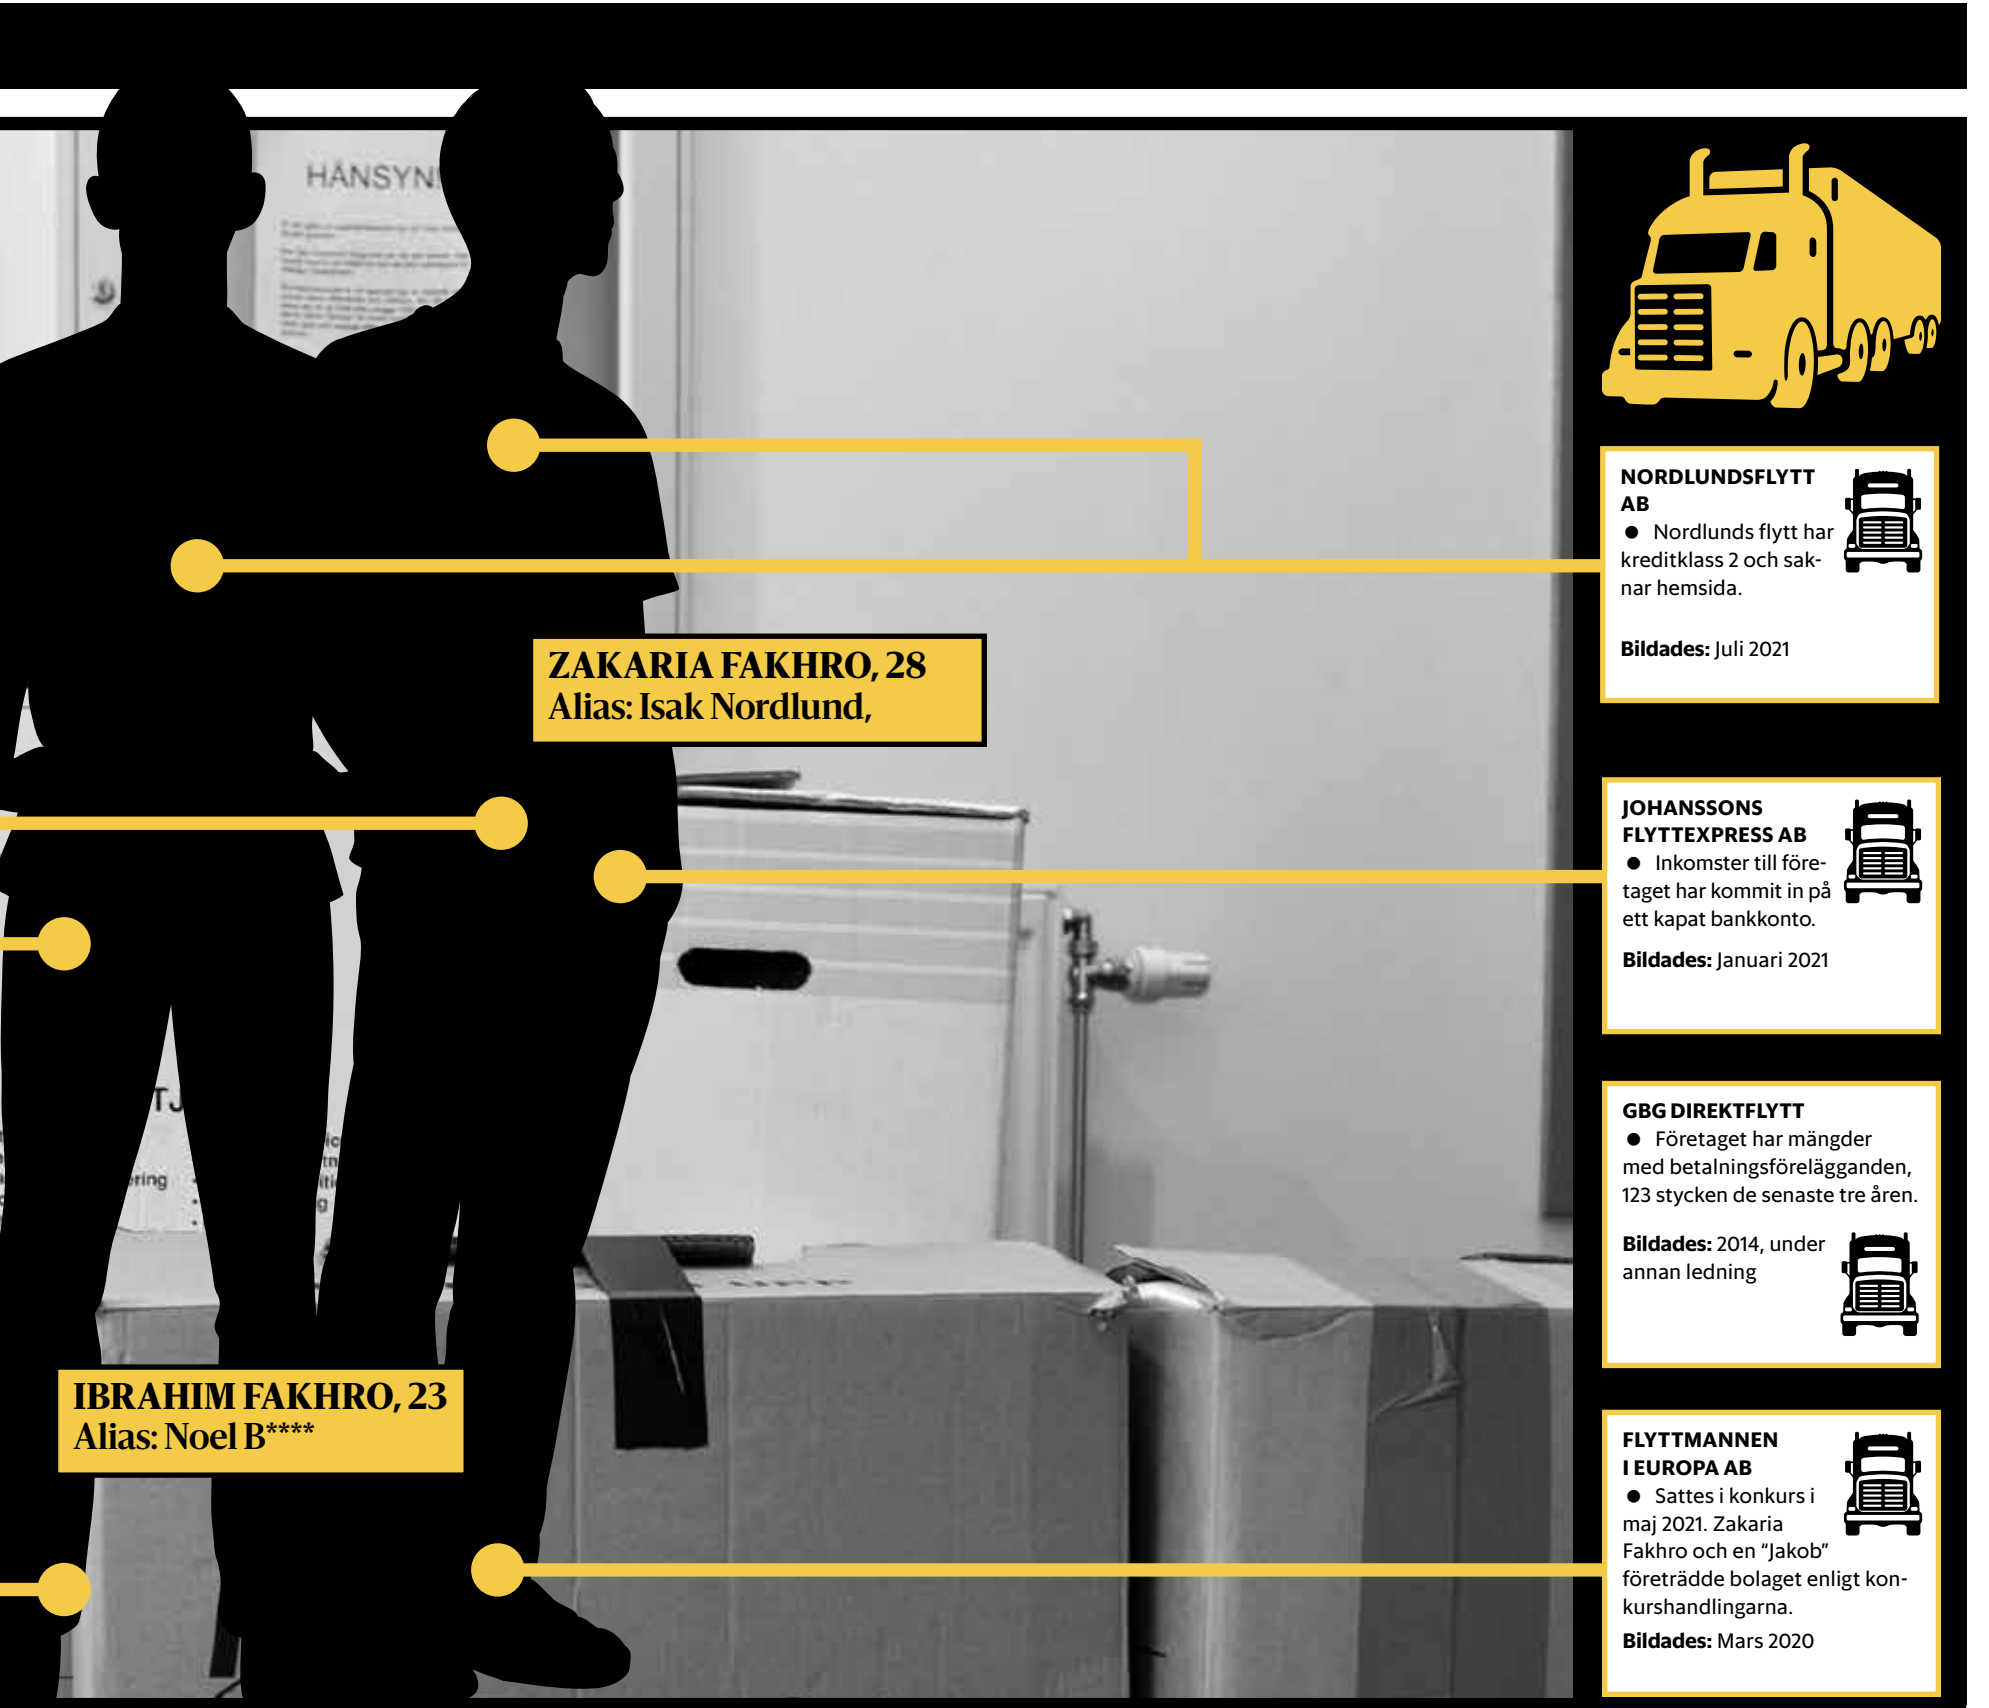 HÄNSYN!
ZAKARIA FAKHRO, 28
Alias: Isak Nordlund,
TJ
ering
IBRAHIM FAKHRO, 23
Alias: Noel B****
NORDLUNDSFLYTT
AB
● Nordlunds flytt har
kreditklass 2 och sak-
nar hemsida.
Bildades: Juli 2021
JOHANSSONS
FLYTTEXPRESS AB
● Inkomster till före-
taget har kommit in på
ett kapat bankkonto.
Bildades: Januari 2021
GBG DIREKTFLYTT
● Företaget har mängder
med betalningsförelägganden,
123 stycken de senaste tre åren.
Bildades: 2014, under
annan ledning
FLYTTMANNEN
I EUROPA AB
● Sattes i konkurs i
maj 2021. Zakaria
Fakhro och en “Jakob”
företrädde bolaget enligt kon-
kurshandlingarna.
Bildades: Mars 2020